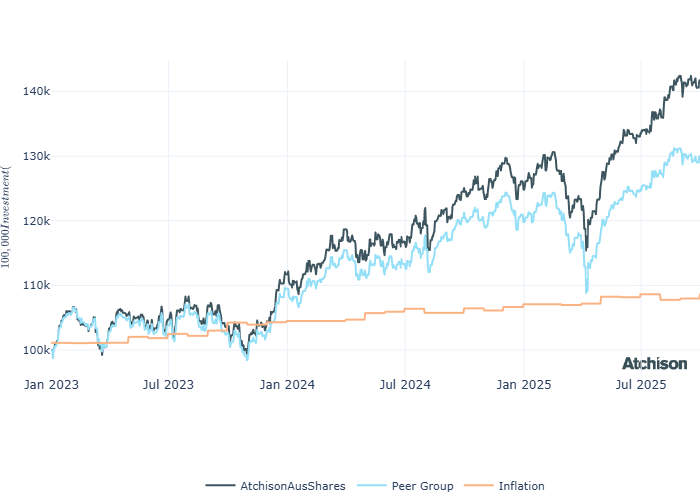 140k
130k
120k
110k
100k
100,000Investment(
Jan 2023
Jul 2023
Jan 2024
Jul 2024
Jan 2025
Jul 2025
Atchison
AtchisonAusShares
Peer Group
Inflation